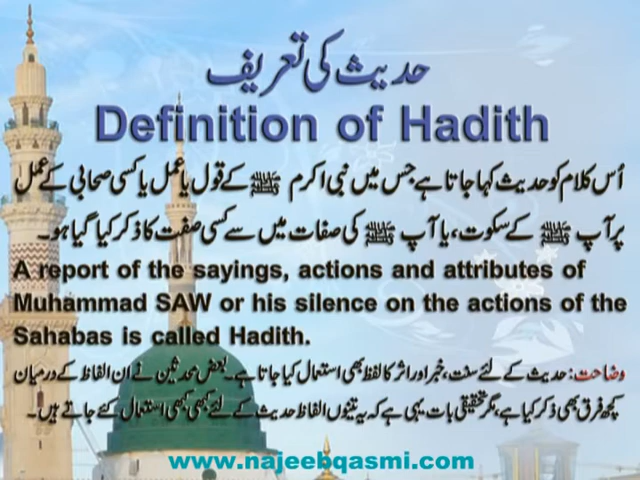 حدیث کی تعریف
Definition of Hadith
اُس کلام کو حدیث کہا جاتا ہے جس میں نبی اکرم ﷺ کے قول یا عمل یا کسی صحابی کے عمل
پر آپ ﷺ کے سکوت، یا آپ ﷺ کی صفات میں سے کسی صفت کا ذکر کیا گیا ہو۔
A report of the sayings, actions and attributes of
Muhammad SAW or his silence on the actions of the
Sahabas is called Hadith.
وضاحت: حدیث کے لئے سنت، خبر اور اثر کا لفظ بھی استعمال کیا جاتا ہے۔ بعض محدثین نے ان الفاظ کے درمیان
کچھ فرق بھی ذکر کیا ہے، مگر تحقیقی بات یہی ہے کہ یہ تینوں الفاظ حدیث کے لئے کبھی کبھی استعمال کئے جاتے ہیں۔
www.najeebqasmi.com